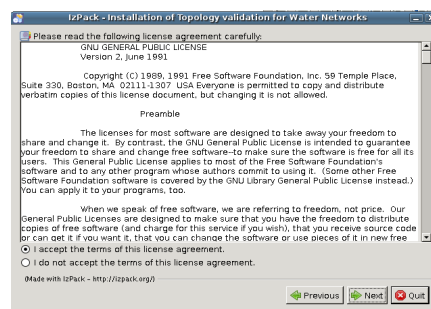 IzPack - Installation of Topology validation for Water Networks
Please read the following license agreement carefully:
GNU GENERAL PUBLIC LICENSE
Version 2, June 1991
Copyright (C) 1989, 1991 Free Software Foundation, Inc. 59 Temple Place,
Suite 330, Boston, MA  02111-1307  USA Everyone is permitted to copy and distribute
verbatim copies of this license document, but changing it is not allowed.
Preamble
The licenses for most software are designed to take away your freedom to
share and change it.  By contrast, the GNU General Public License is intended to guarantee
your freedom to share and change free software--to make sure the software is free for all its
users.  This General Public License applies to most of the Free Software Foundation's
software and to any other program whose authors commit to using it.  (Some other Free
Software Foundation software is covered by the GNU Library General Public License instead.)
You can apply it to your programs, too.
When we speak of free software, we are referring to freedom, not price.  Our
General Public Licenses are designed to make sure that you have the freedom to distribute
copies of free software (and charge for this service if you wish), that you receive source code
or can get it if you want it, that you can change the software or use pieces of it in new free
I accept the terms of this license agreement.
I do not accept the terms of this license agreement.
(Made with IzPack - http://izpack.org/)
Previous
Next
Quit